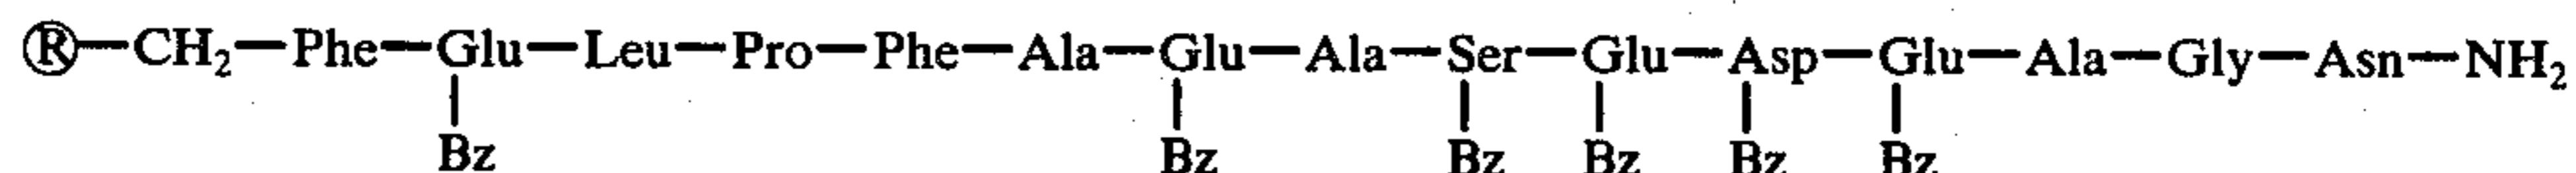 Ⓡ—CH₂—Phe—Glu—Leu—Pro—Phe—Ala—Glu—Ala—Ser—Glu—Asp—Glu—Ala—Gly—Asn—NH₂
Bz Bz Bz Bz Bz Bz